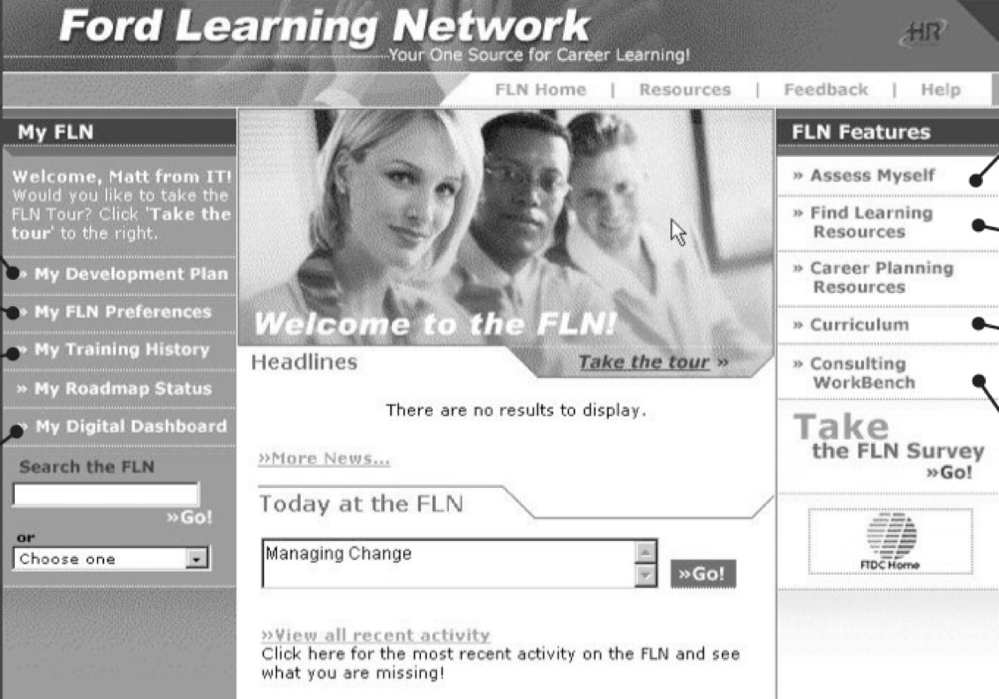 Ford Learning Network
Your One Source for Career Learning!
HR
FLN Home | Resources | Feedback | Help
My FLN
Welcome, Matt from IT!
Would you like to take the
FLN Tour? Click 'Take the
tour' to the right.
» My Development Plan
» My FLN Preferences
» My Training History
» My Roadmap Status
» My Digital Dashboard
Search the FLN
»Go!
or
Choose one
Welcome to the FLN!
Headlines
Take the tour »
There are no results to display.
»More News...
Today at the FLN
Managing Change
»Go!
»View all recent activity
Click here for the most recent activity on the FLN and see
what you are missing!
FLN Features
» Assess Myself
» Find Learning
Resources
» Career Planning
Resources
» Curriculum
» Consulting
WorkBench
Take
the FLN Survey
»Go!
FTDC Home